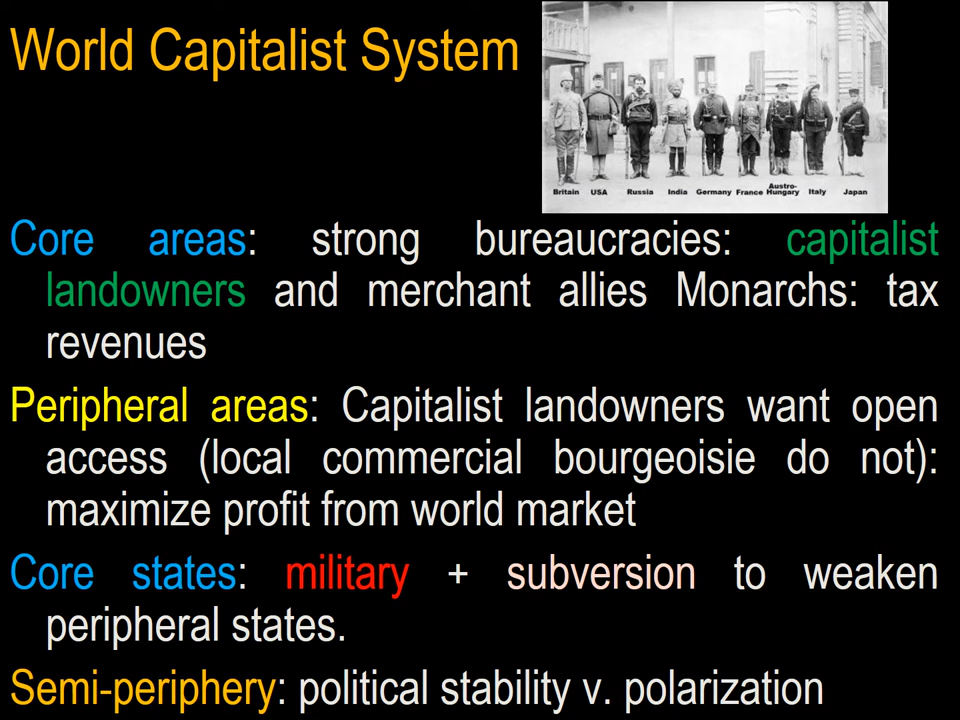 World Capitalist System
Britain USA Russia India Germany France Austro-Hungary Italy Japan
Core areas: strong bureaucracies: capitalist
landowners and merchant allies Monarchs: tax
revenues
Peripheral areas: Capitalist landowners want open
access (local commercial bourgeoisie do not):
maximize profit from world market
Core states: military + subversion to weaken
peripheral states.
Semi-periphery: political stability v. polarization